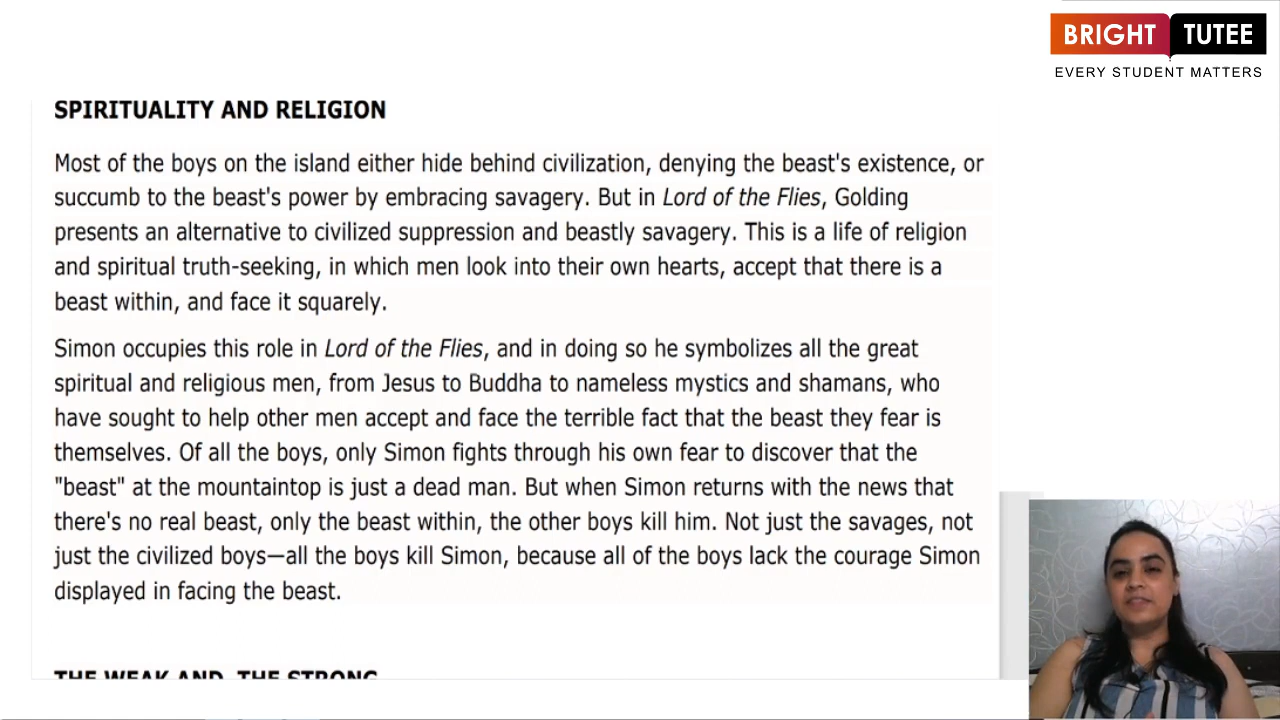 BRIGHT TUTEE
EVERY STUDENT MATTERS
SPIRITUALITY AND RELIGION
Most of the boys on the island either hide behind civilization, denying the beast's existence, or
succumb to the beast's power by embracing savagery. But in Lord of the Flies, Golding
presents an alternative to civilized suppression and beastly savagery. This is a life of religion
and spiritual truth-seeking, in which men look into their own hearts, accept that there is a
beast within, and face it squarely.
Simon occupies this role in Lord of the Flies, and in doing so he symbolizes all the great
spiritual and religious men, from Jesus to Buddha to nameless mystics and shamans, who
have sought to help other men accept and face the terrible fact that the beast they fear is
themselves. Of all the boys, only Simon fights through his own fear to discover that the
"beast" at the mountaintop is just a dead man. But when Simon returns with the news that
there's no real beast, only the beast within, the other boys kill him. Not just the savages, not
just the civilized boys—all the boys kill Simon, because all of the boys lack the courage Simon
displayed in facing the beast.
THE WEAK AND THE STRONG